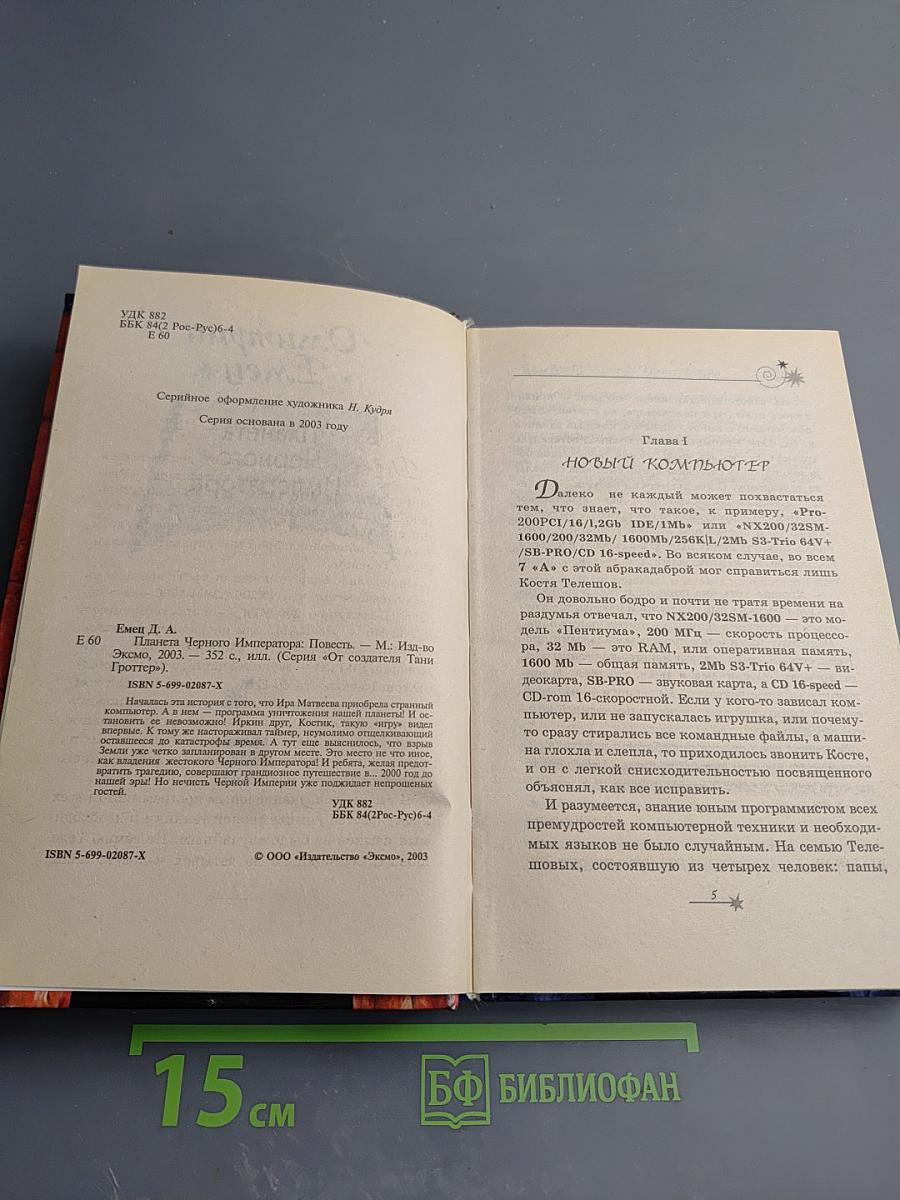 УДК 882
ББК 84(2 Рос-Рус)6-4
Е 60
Серийное оформление художника Н. Кудря
Серия основана в 2003 году
Емец Д. А.
Е 60 Планета Черного Императора: Повесть. — М.: Изд-во
Эксмо, 2003. — 352 с., илл. (Серия «От создателя Тани
Гроттер»).
ISBN 5-699-02087-X
Началась эта история с того, что Ира Матвеева приобрела странный
компьютер. А в нем — программа уничтожения нашей планеты! И ос-
тановить ее невозможно! Иркин друг, Костик, такую «игру» видел
впервые. К тому же настораживал таймер, неумолимо отщелкивающий
оставшееся до катастрофы время. А тут еще выяснилось, что взрыв
Земли уже четко запланирован в другом месте. Это место не что иное,
как владения жестокого Черного Императора! И ребята, желая предот-
вратить трагедию, совершают грандиозное путешествие в... 2000 год до
нашей эры! Но нечисть Черной Империи уже поджидает непрошеных
гостей.
УДК 882
ББК 84(2Рос-Рус)6-4
ISBN 5-699-02087-X © ООО «Издательство «Эксмо», 2003
Глава I
НОВЫЙ КОМПЬЮТЕР
Далеко не каждый может похвастаться
тем, что знает, что такое, к примеру, «Pro-
200PCI/16/1,2Gb IDE/1Mb» или «NX200/32SM-
1600/200/32Mb/ 1600Mb/256K|L/2Mb S3-Trio 64V+
/SB-PRO/CD 16-speed». Во всяком случае, во всем
7 «А» с этой абракадаброй мог справиться лишь
Костя Телешов.
Он довольно бодро и почти не тратя времени на
раздумья отвечал, что NX200/32SM-1600 — это мо-
дель «Пентиума», 200 МГц — скорость процессо-
ра, 32 Mb — это RAM, или оперативная память,
1600 Mb — общая память, 2Mb S3-Trio 64V+ — ви-
деокарта, SB-PRO — звуковая карта, а CD 16-speed —
CD-rom 16-скоростной. Если у кого-то зависал ком-
пьютер, или не запускалась игрушка, или почему-
то сразу стирались все командные файлы, а маши-
на глохла и слепла, то приходилось звонить Косте,
и он с легкой снисходительностью посвященного
объяснял, как все исправить.
И разумеется, знание юным программистом всех
премудростей компьютерной техники и необходи-
мых языков не было случайным. На семью Теле-
шовых, состоявшую из четырех человек: папы,
5
15 см
БФ БИБЛИОФАН